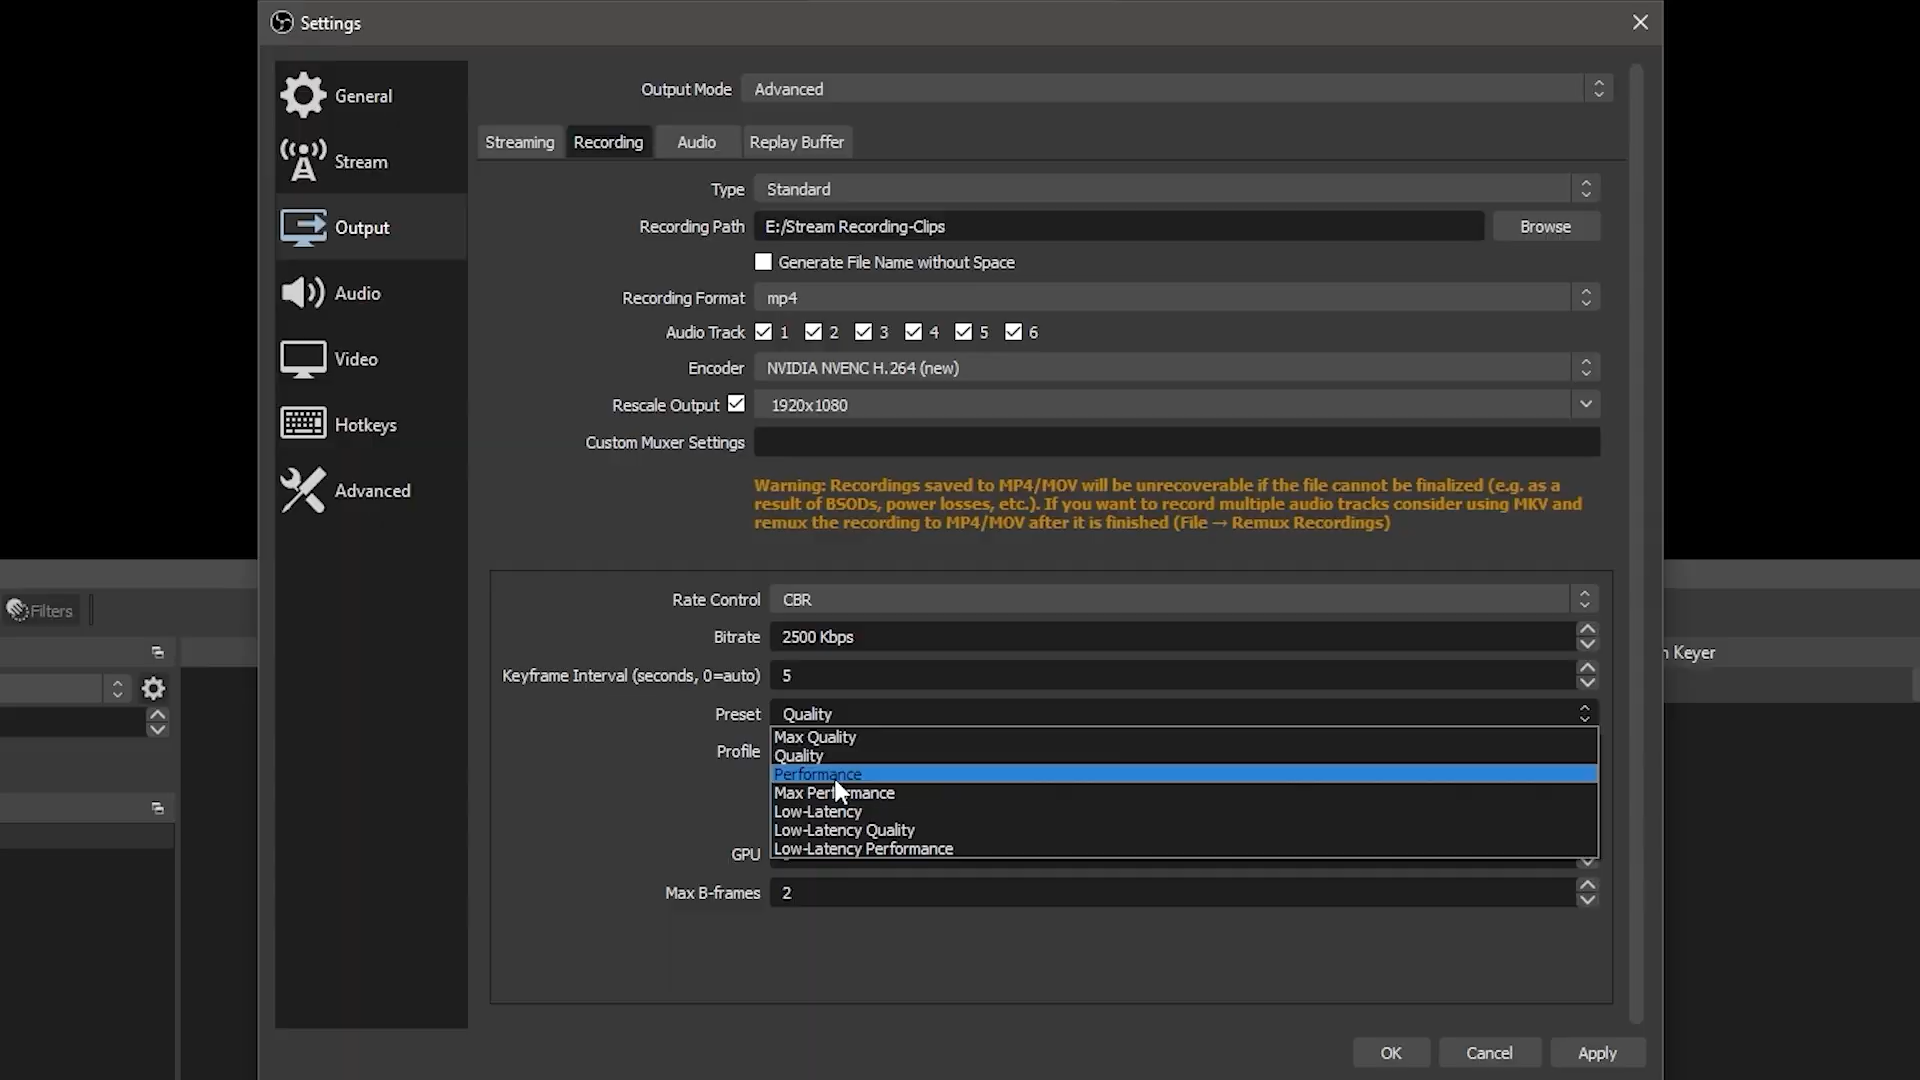 Settings
General
Stream
Output
Audio
Video
Hotkeys
Advanced
Output Mode Advanced
Streaming Recording Audio Replay Buffer
Type Standard
Recording Path E:/Stream Recording-Clips Browse
Generate File Name without Space
Recording Format mp4
Audio Track 1 2 3 4 5 6
Encoder NVIDIA NVENC H.264 (new)
Rescale Output 1920x1080
Custom Muxer Settings
Warning: Recordings saved to MP4/MOV will be unrecoverable if the file cannot be finalized (e.g. as a
result of BSODs, power losses, etc.). If you want to record multiple audio tracks consider using MKV and
remux the recording to MP4/MOV after it is finished (File → Remux Recordings)
Rate Control CBR
Bitrate 2500 Kbps
Keyframe Interval (seconds, 0=auto) 5
Preset Quality
Max Quality
Profile Quality
Performance
Max Performance
Low-Latency
Low-Latency Quality
GPU Low-Latency Performance
Max B-frames 2
OK Cancel Apply
Filters
Keyer